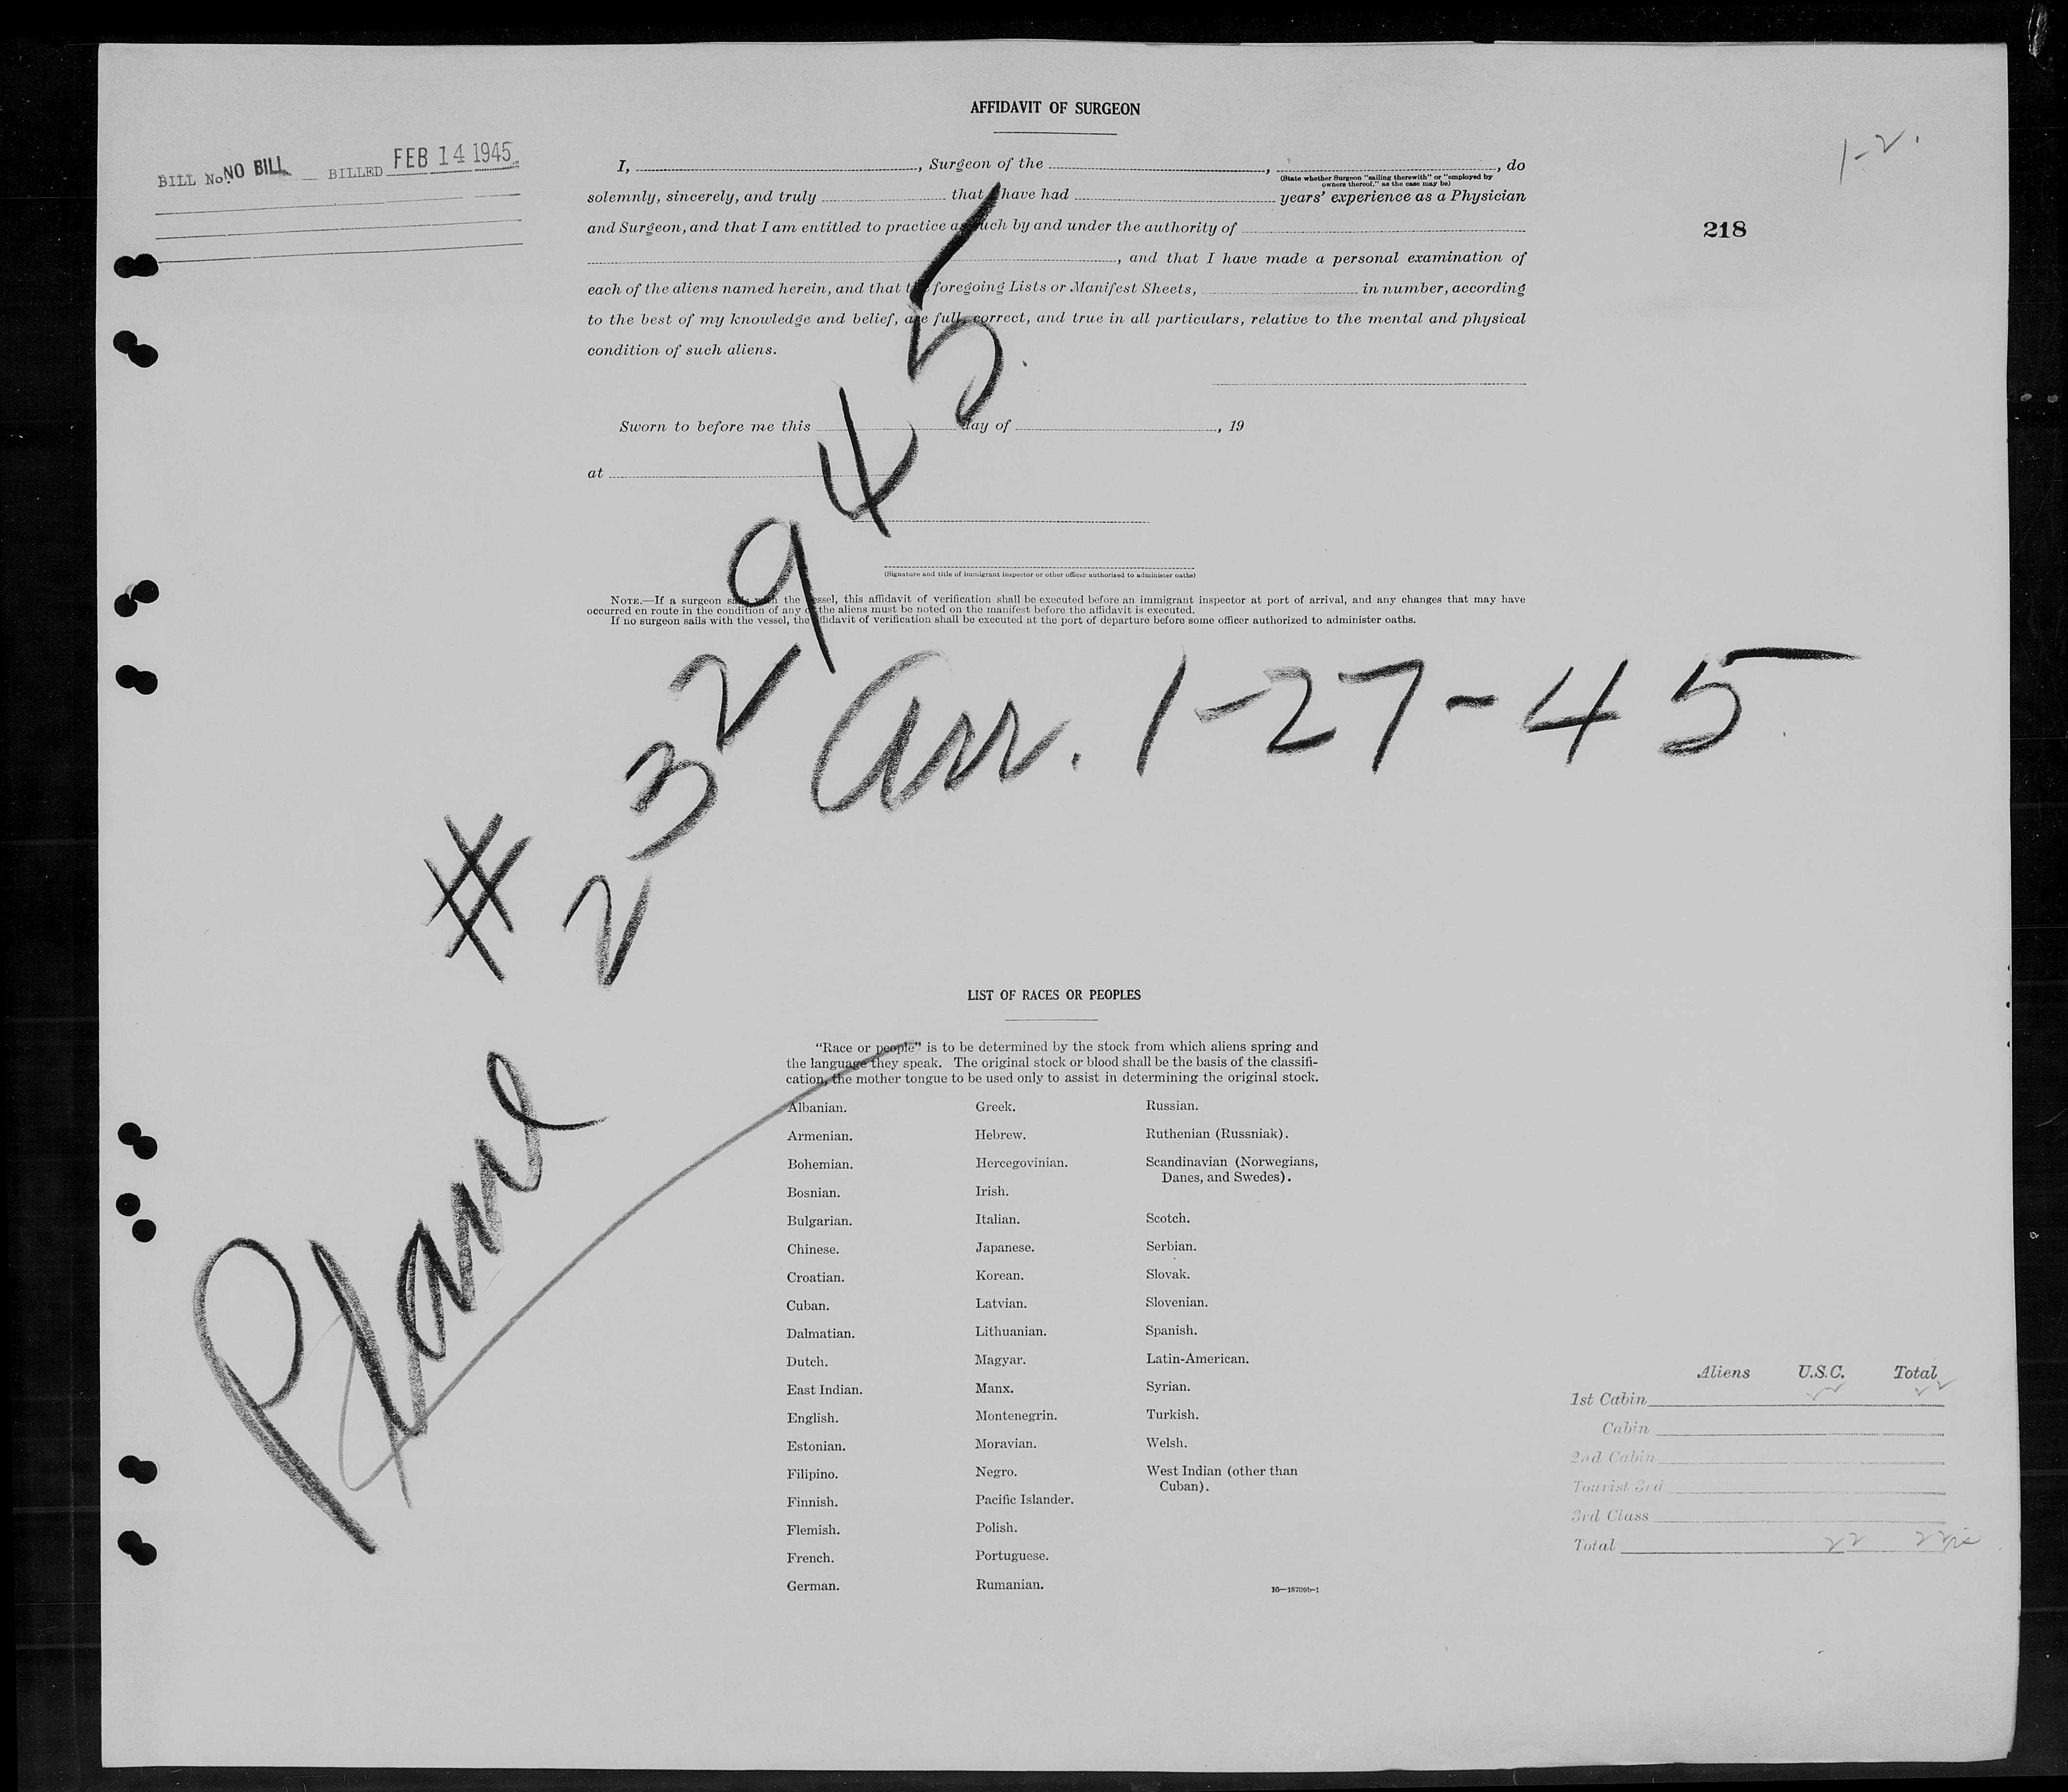 AFFIDAVIT OF SURGEON
BILL No. NO BILL BILLED FEB 14 1945
1-2.
218
I, , Surgeon of the , , do
(State whether Surgeon "sailing therewith" or "employed by
owners thereof," as the case may be)
solemnly, sincerely, and truly that I have had years' experience as a Physician
and Surgeon, and that I am entitled to practice as such by and under the authority of
, and that I have made a personal examination of
each of the aliens named herein, and that the foregoing Lists or Manifest Sheets, in number, according
to the best of my knowledge and belief, are full, correct, and true in all particulars, relative to the mental and physical
condition of such aliens.
Sworn to before me this day of , 19
at
(Signature and title of immigrant inspector or other officer authorized to administer oaths)
NOTE.—If a surgeon sails with the vessel, this affidavit of verification shall be executed before an immigrant inspector at port of arrival, and any changes that may have
occurred en route in the condition of any of the aliens must be noted on the manifest before the affidavit is executed.
If no surgeon sails with the vessel, the affidavit of verification shall be executed at the port of departure before some officer authorized to administer oaths.
Plane # 232945
arr. 1-27-45
LIST OF RACES OR PEOPLES
"Race or people" is to be determined by the stock from which aliens spring and
the language they speak. The original stock or blood shall be the basis of the classifi-
cation, the mother tongue to be used only to assist in determining the original stock.
Albanian.
Armenian.
Bohemian.
Bosnian.
Bulgarian.
Chinese.
Croatian.
Cuban.
Dalmatian.
Dutch.
East Indian.
English.
Estonian.
Filipino.
Finnish.
Flemish.
French.
German.
Greek.
Hebrew.
Hercegovinian.
Irish.
Italian.
Japanese.
Korean.
Latvian.
Lithuanian.
Magyar.
Manx.
Montenegrin.
Moravian.
Negro.
Pacific Islander.
Polish.
Portuguese.
Rumanian.
Russian.
Ruthenian (Russniak).
Scandinavian (Norwegians,
Danes, and Swedes).
Scotch.
Serbian.
Slovak.
Slovenian.
Spanish.
Latin-American.
Syrian.
Turkish.
Welsh.
West Indian (other than
Cuban).
16—18709b-1
Aliens U.S.C. Total
1st Cabin 22 22
Cabin
2nd Cabin
Tourist 3rd
3rd Class
Total 22 22